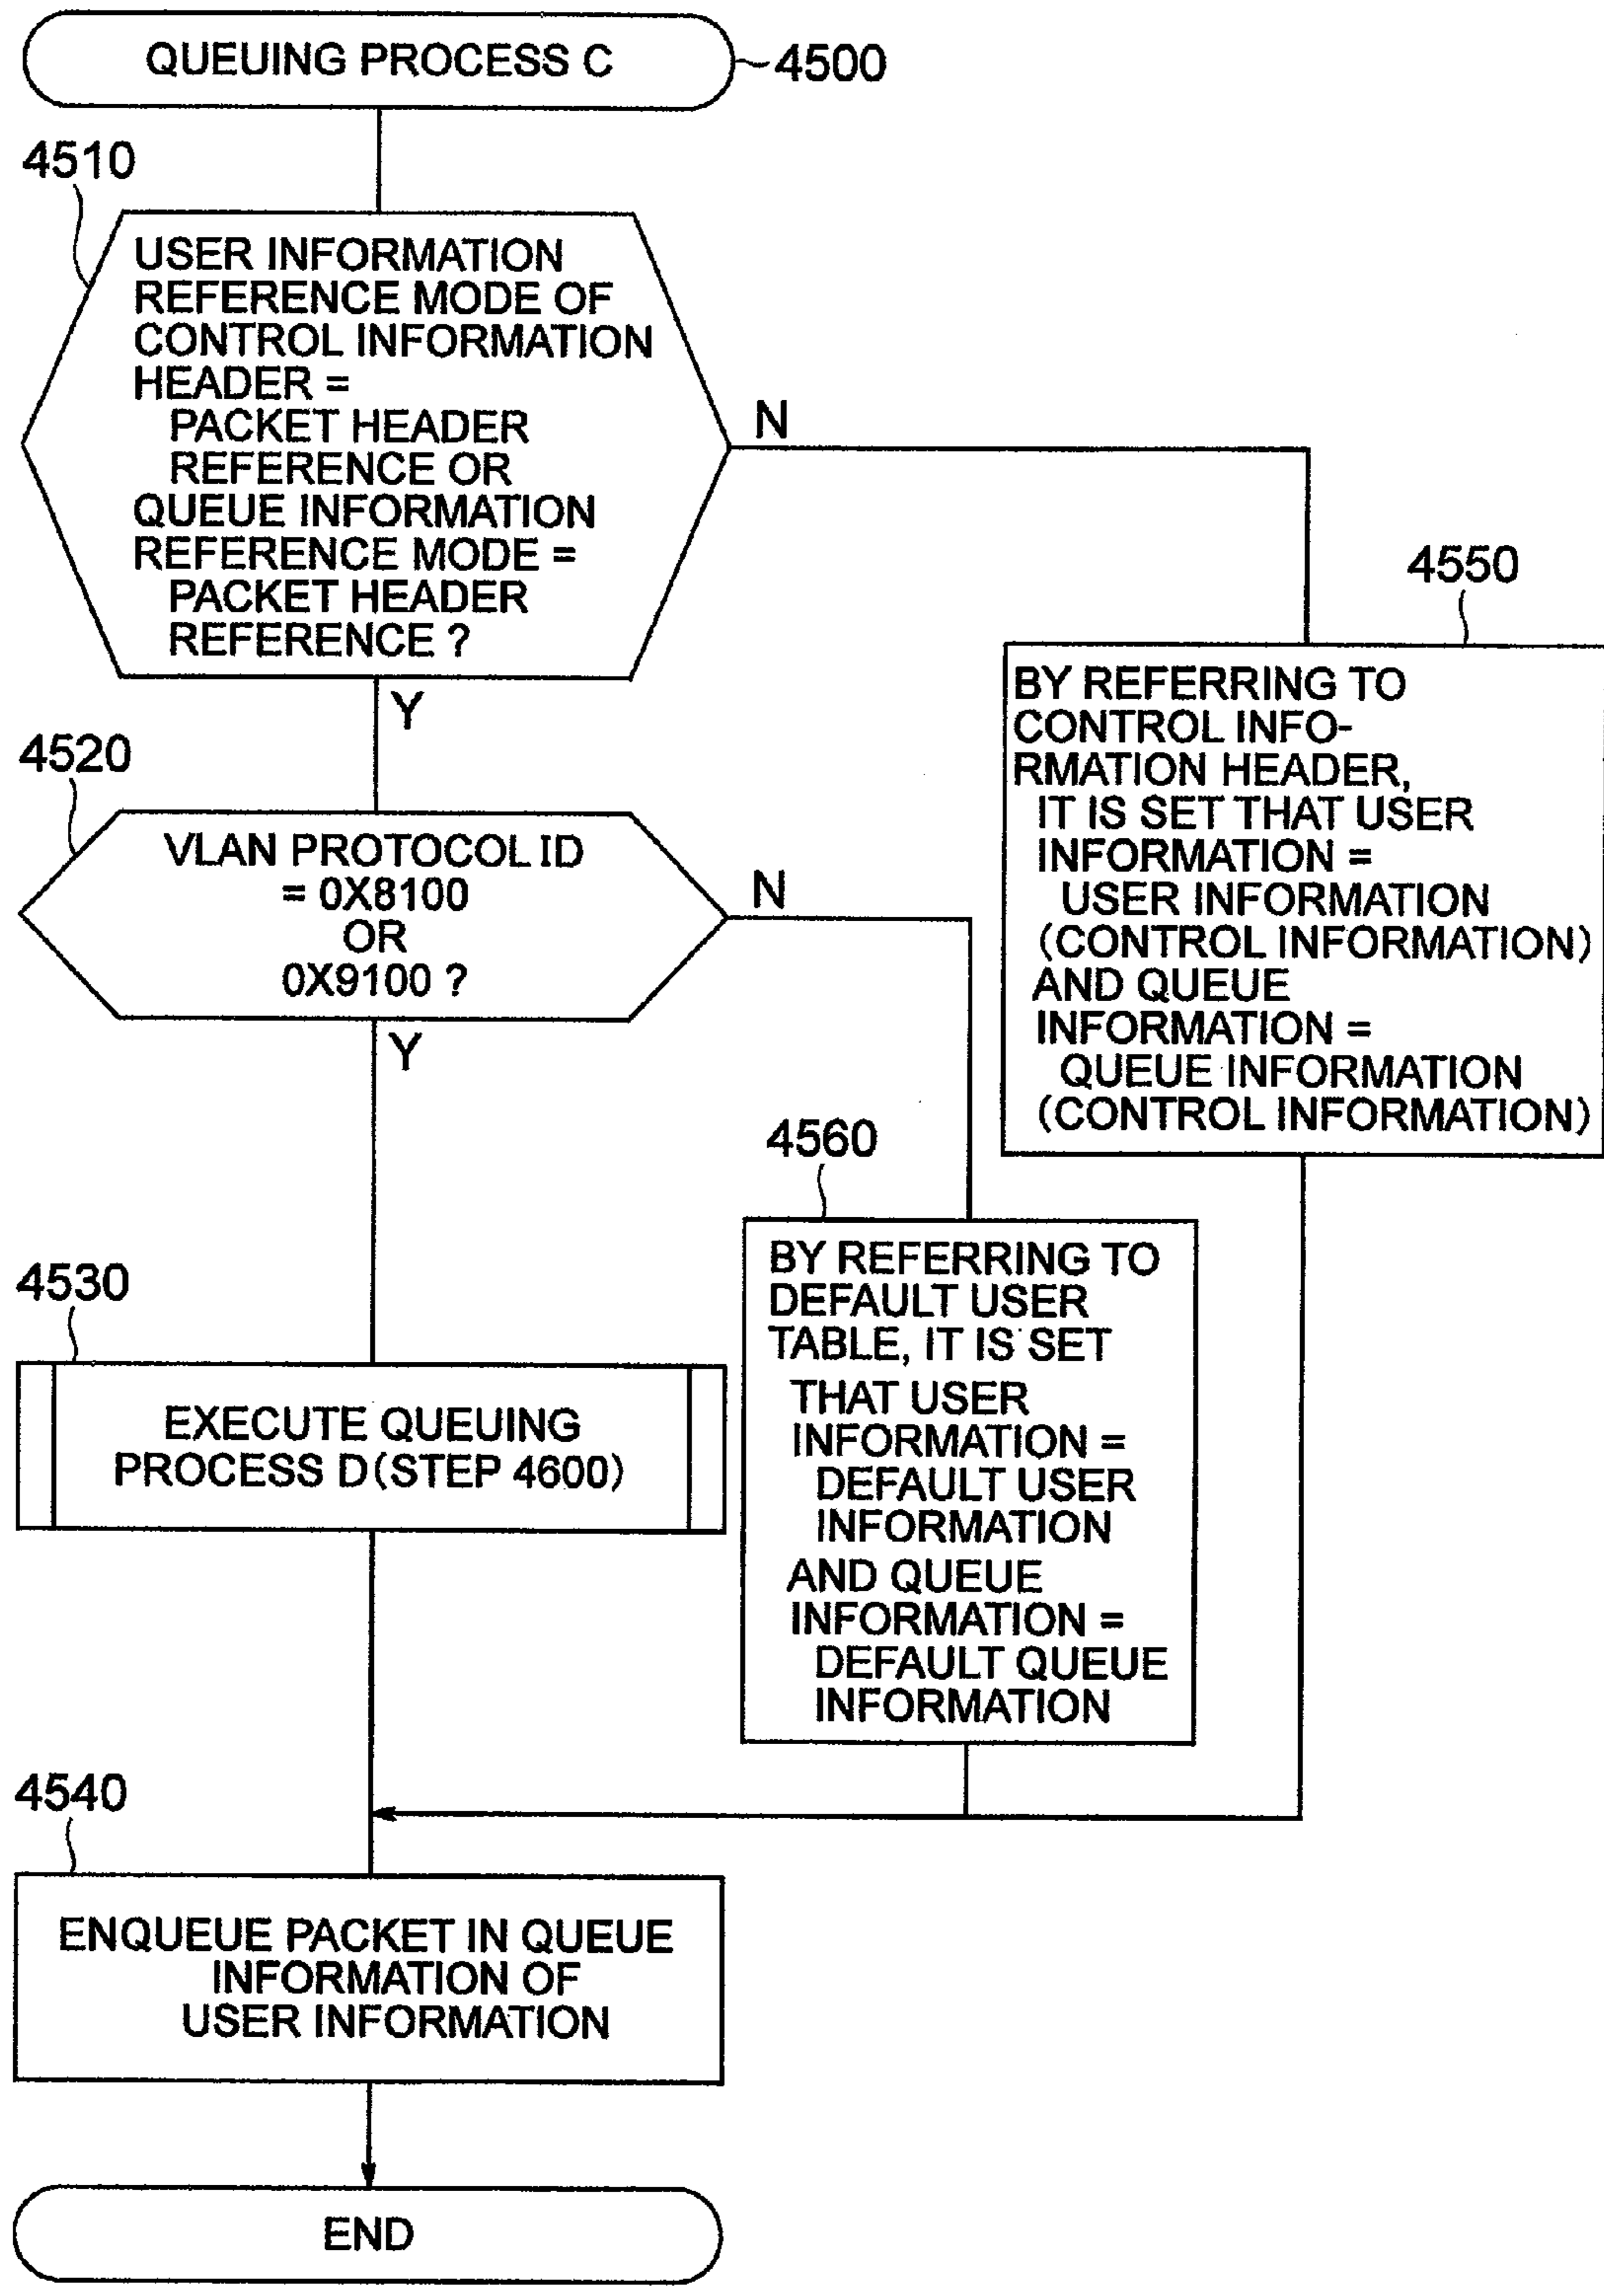 QUEUING PROCESS C
4500
4510
USER INFORMATION
REFERENCE MODE OF
CONTROL INFORMATION
HEADER =
PACKET HEADER
REFERENCE OR
QUEUE INFORMATION
REFERENCE MODE =
PACKET HEADER
REFERENCE ?
N
Y
4550
BY REFERRING TO
CONTROL INFO-
RMATION HEADER,
IT IS SET THAT USER
INFORMATION =
USER INFORMATION
(CONTROL INFORMATION)
AND QUEUE
INFORMATION =
QUEUE INFORMATION
(CONTROL INFORMATION)
4520
VLAN PROTOCOL ID
= 0X8100
OR
0X9100 ?
N
Y
4560
BY REFERRING TO
DEFAULT USER
TABLE, IT IS SET
THAT USER
INFORMATION =
DEFAULT USER
INFORMATION
AND QUEUE
INFORMATION =
DEFAULT QUEUE
INFORMATION
4530
EXECUTE QUEUING
PROCESS D(STEP 4600)
4540
ENQUEUE PACKET IN QUEUE
INFORMATION OF
USER INFORMATION
END